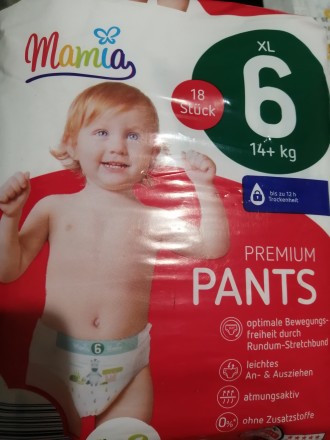 mamia
XL
18
Stück
6
14+ kg
bis zu 12 h
Trockenheit
PREMIUM
PANTS
optimale Bewegungs-
freiheit durch
Rundum-Stretchbund
leichtes
An- & Ausziehen
atmungsaktiv
0%
ohne Zusatzstoffe
6